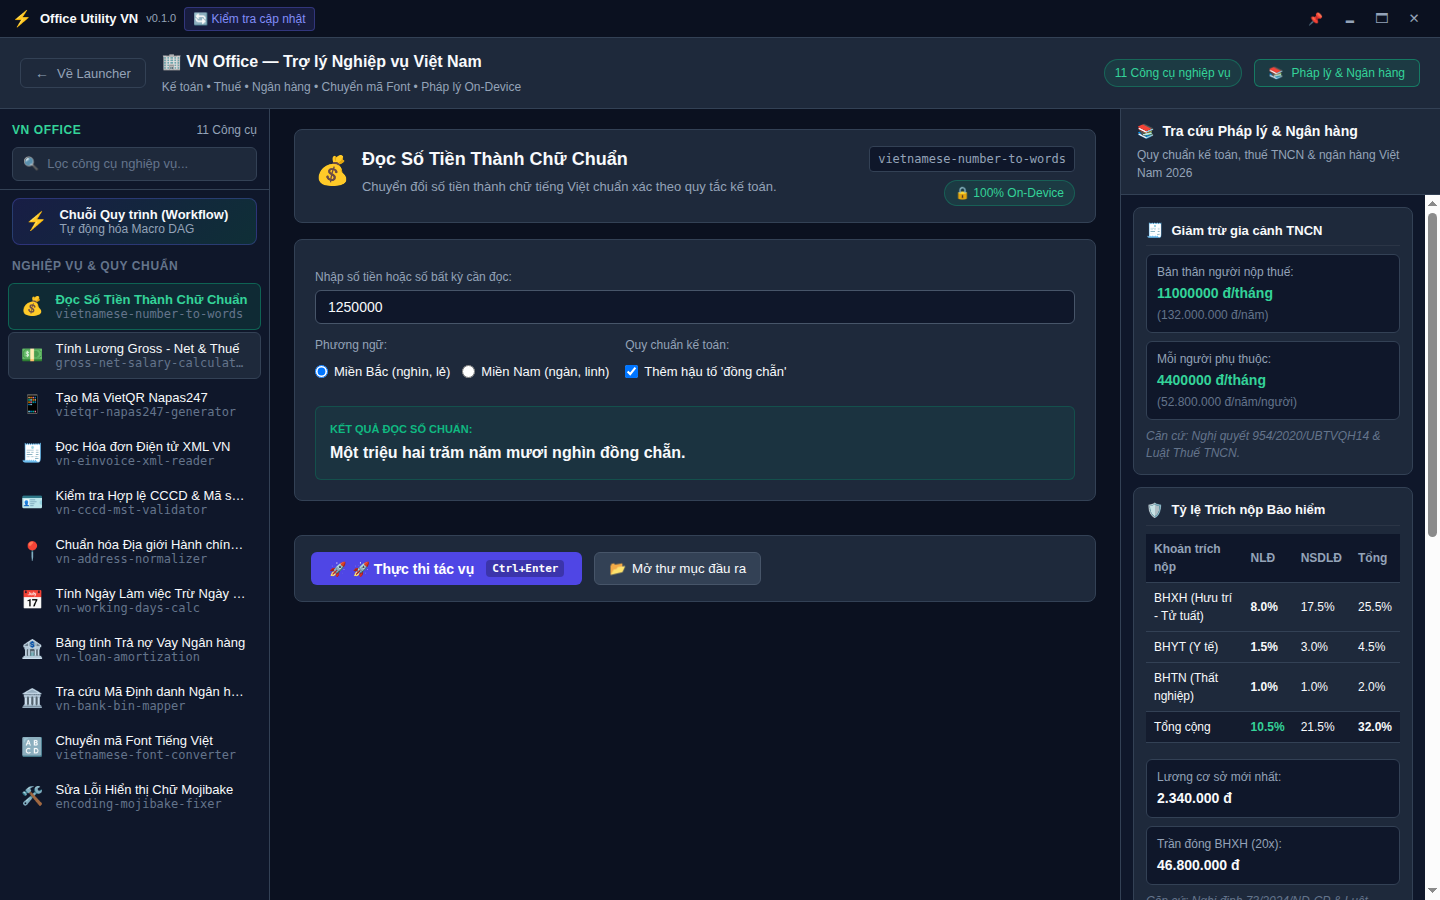 Office Utility VN v0.1.0 Kiểm tra cập nhật
← Về Launcher
VN Office — Trợ lý Nghiệp vụ Việt Nam
Kế toán • Thuế • Ngân hàng • Chuyển mã Font • Pháp lý On-Device
11 Công cụ nghiệp vụ
Pháp lý & Ngân hàng
VN OFFICE
11 Công cụ
Lọc công cụ nghiệp vụ...
Chuỗi Quy trình (Workflow)
Tự động hóa Macro DAG
NGHIỆP VỤ & QUY CHUẨN
Đọc Số Tiền Thành Chữ Chuẩn
vietnamese-number-to-words
Tính Lương Gross - Net & Thuế
gross-net-salary-calculat…
Tạo Mã VietQR Napas247
vietqr-napas247-generator
Đọc Hóa đơn Điện tử XML VN
vn-einvoice-xml-reader
Kiểm tra Hợp lệ CCCD & Mã s…
vn-cccd-mst-validator
Chuẩn hóa Địa giới Hành chín…
vn-address-normalizer
Tính Ngày Làm việc Trừ Ngày …
vn-working-days-calc
Bảng tính Trả nợ Vay Ngân hàng
vn-loan-amortization
Tra cứu Mã Định danh Ngân h…
vn-bank-bin-mapper
Chuyển mã Font Tiếng Việt
vietnamese-font-converter
Sửa Lỗi Hiển thị Chữ Mojibake
encoding-mojibake-fixer
Đọc Số Tiền Thành Chữ Chuẩn
Chuyển đổi số tiền thành chữ tiếng Việt chuẩn xác theo quy tắc kế toán.
vietnamese-number-to-words
100% On-Device
Nhập số tiền hoặc số bất kỳ cần đọc:
1250000
Phương ngữ:
Miền Bắc (nghìn, lẻ) Miền Nam (ngàn, linh)
Quy chuẩn kế toán:
Thêm hậu tố 'đồng chẵn'
KẾT QUẢ ĐỌC SỐ CHUẨN:
Một triệu hai trăm năm mươi nghìn đồng chẵn.
Thực thi tác vụ Ctrl+Enter
Mở thư mục đầu ra
Tra cứu Pháp lý & Ngân hàng
Quy chuẩn kế toán, thuế TNCN & ngân hàng Việt
Nam 2026
Giảm trừ gia cảnh TNCN
Bản thân người nộp thuế:
11000000 đ/tháng
(132.000.000 đ/năm)
Mỗi người phụ thuộc:
4400000 đ/tháng
(52.800.000 đ/năm/người)
Căn cứ: Nghị quyết 954/2020/UBTVQH14 &
Luật Thuế TNCN.
Tỷ lệ Trích nộp Bảo hiểm
Khoản trích nộp NLĐ NSDLĐ Tổng
BHXH (Hưu trí - Tử tuất) 8.0% 17.5% 25.5%
BHYT (Y tế) 1.5% 3.0% 4.5%
BHTN (Thất nghiệp) 1.0% 1.0% 2.0%
Tổng cộng 10.5% 21.5% 32.0%
Lương cơ sở mới nhất:
2.340.000 đ
Trần đóng BHXH (20x):
46.800.000 đ
Căn cứ: Nghị định 73/2024/NĐ-CP & Luật